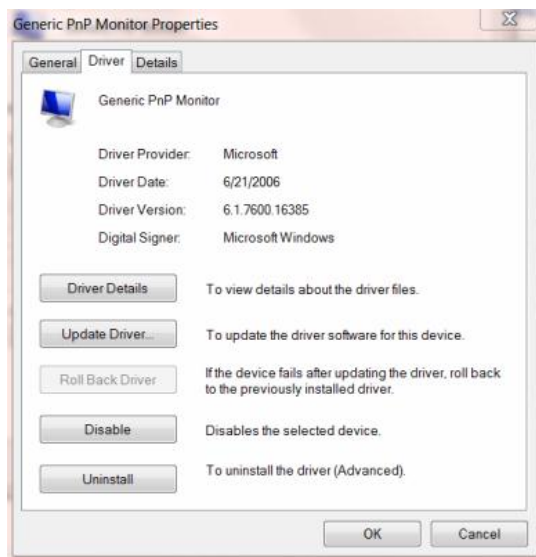 Generic PnP Monitor Properties
General Driver Details
Generic PnP Monitor
Driver Provider: Microsoft
Driver Date: 6/21/2006
Driver Version: 6.1.7600.16385
Digital Signer: Microsoft Windows
Driver Details To view details about the driver files.
Update Driver... To update the driver software for this device.
Roll Back Driver If the device fails after updating the driver, roll back
to the previously installed driver.
Disable Disables the selected device.
Uninstall To uninstall the driver (Advanced).
OK Cancel